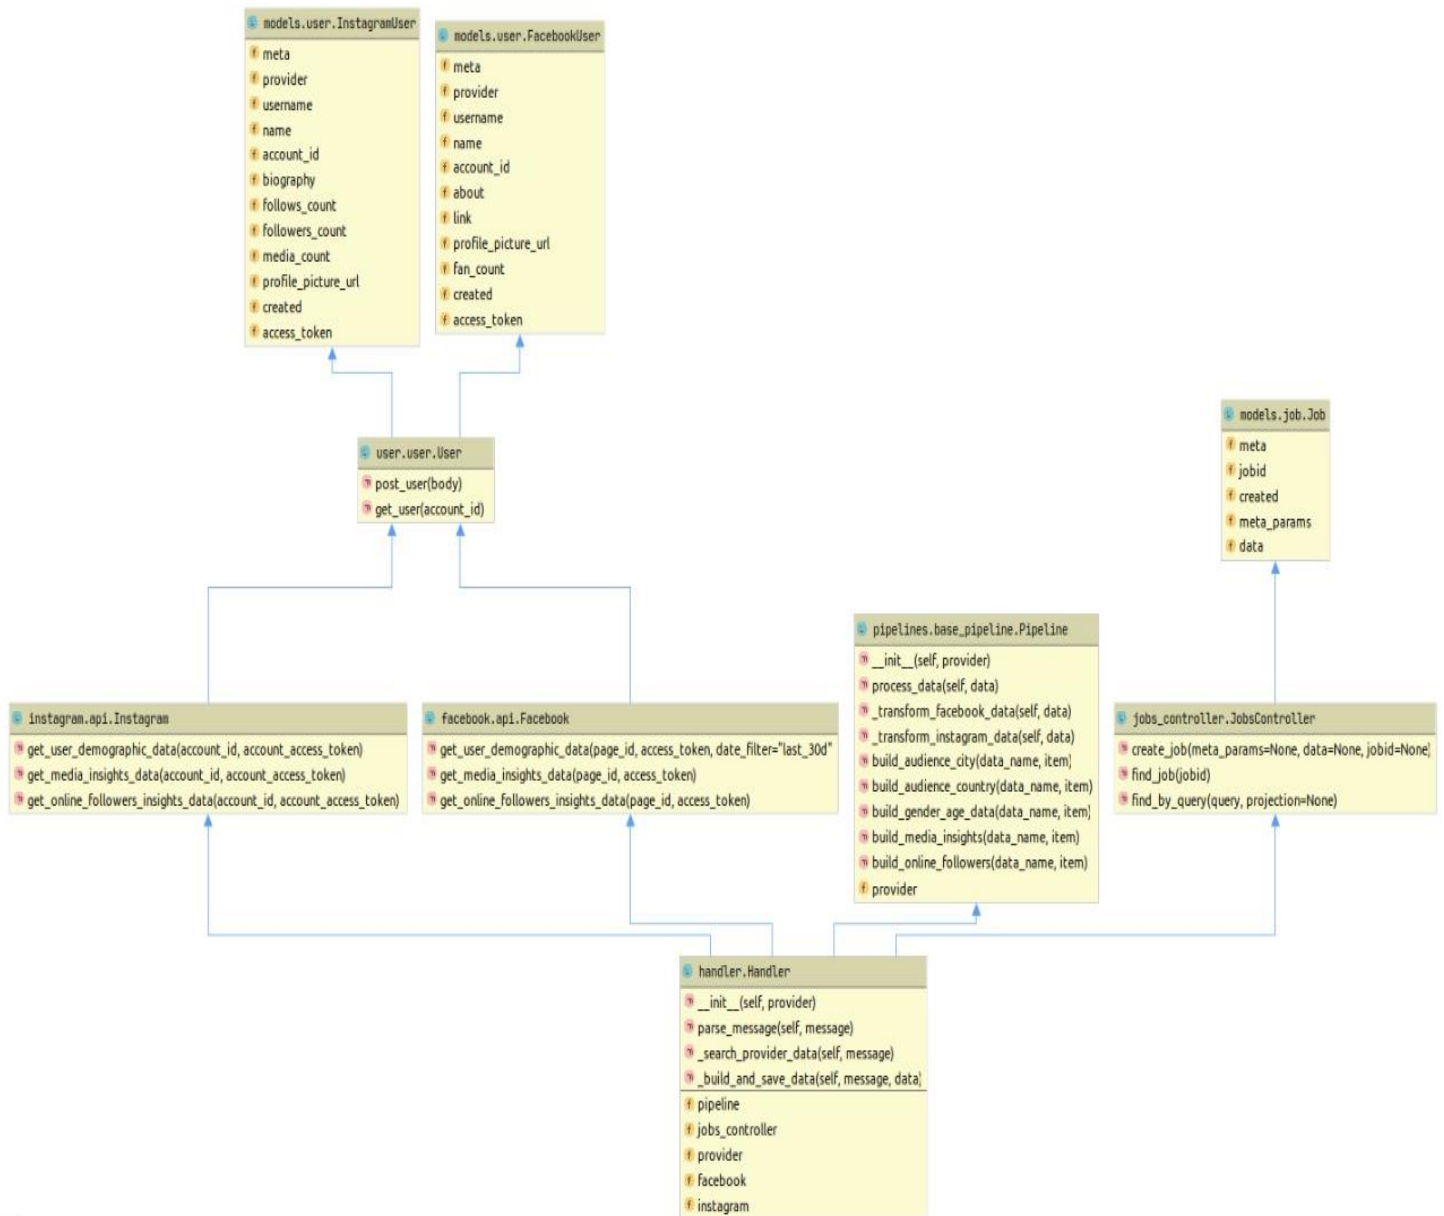 models.user.InstagramUser
meta
provider
username
name
account_id
biography
follows_count
followers_count
media_count
profile_picture_url
created
access_token
models.user.FacebookUser
meta
provider
username
name
account_id
about
link
profile_picture_url
fan_count
created
access_token
user.user.User
post_user(body)
get_user(account_id)
models.job.Job
meta
jobid
created
meta_params
data
instagram.api.Instagram
get_user_demographic_data(account_id, account_access_token)
get_media_insights_data(account_id, account_access_token)
get_online_followers_insights_data(account_id, account_access_token)
facebook.api.Facebook
get_user_demographic_data(page_id, access_token, date_filter="last_30d"
get_media_insights_data(page_id, access_token)
get_online_followers_insights_data(page_id, access_token)
pipelines.base_pipeline.Pipeline
__init__(self, provider)
process_data(self, data)
_transform_facebook_data(self, data)
_transform_instagram_data(self, data)
build_audience_city(data_name, item)
build_audience_country(data_name, item)
build_gender_age_data(data_name, item)
build_media_insights(data_name, item)
build_online_followers(data_name, item)
provider
jobs_controller.JobsController
create_job(meta_params=None, data=None, jobid=None)
find_job(jobid)
find_by_query(query, projection=None)
handler.Handler
__init__(self, provider)
parse_message(self, message)
_search_provider_data(self, message)
_build_and_save_data(self, message, data)
pipeline
jobs_controller
provider
facebook
instagram